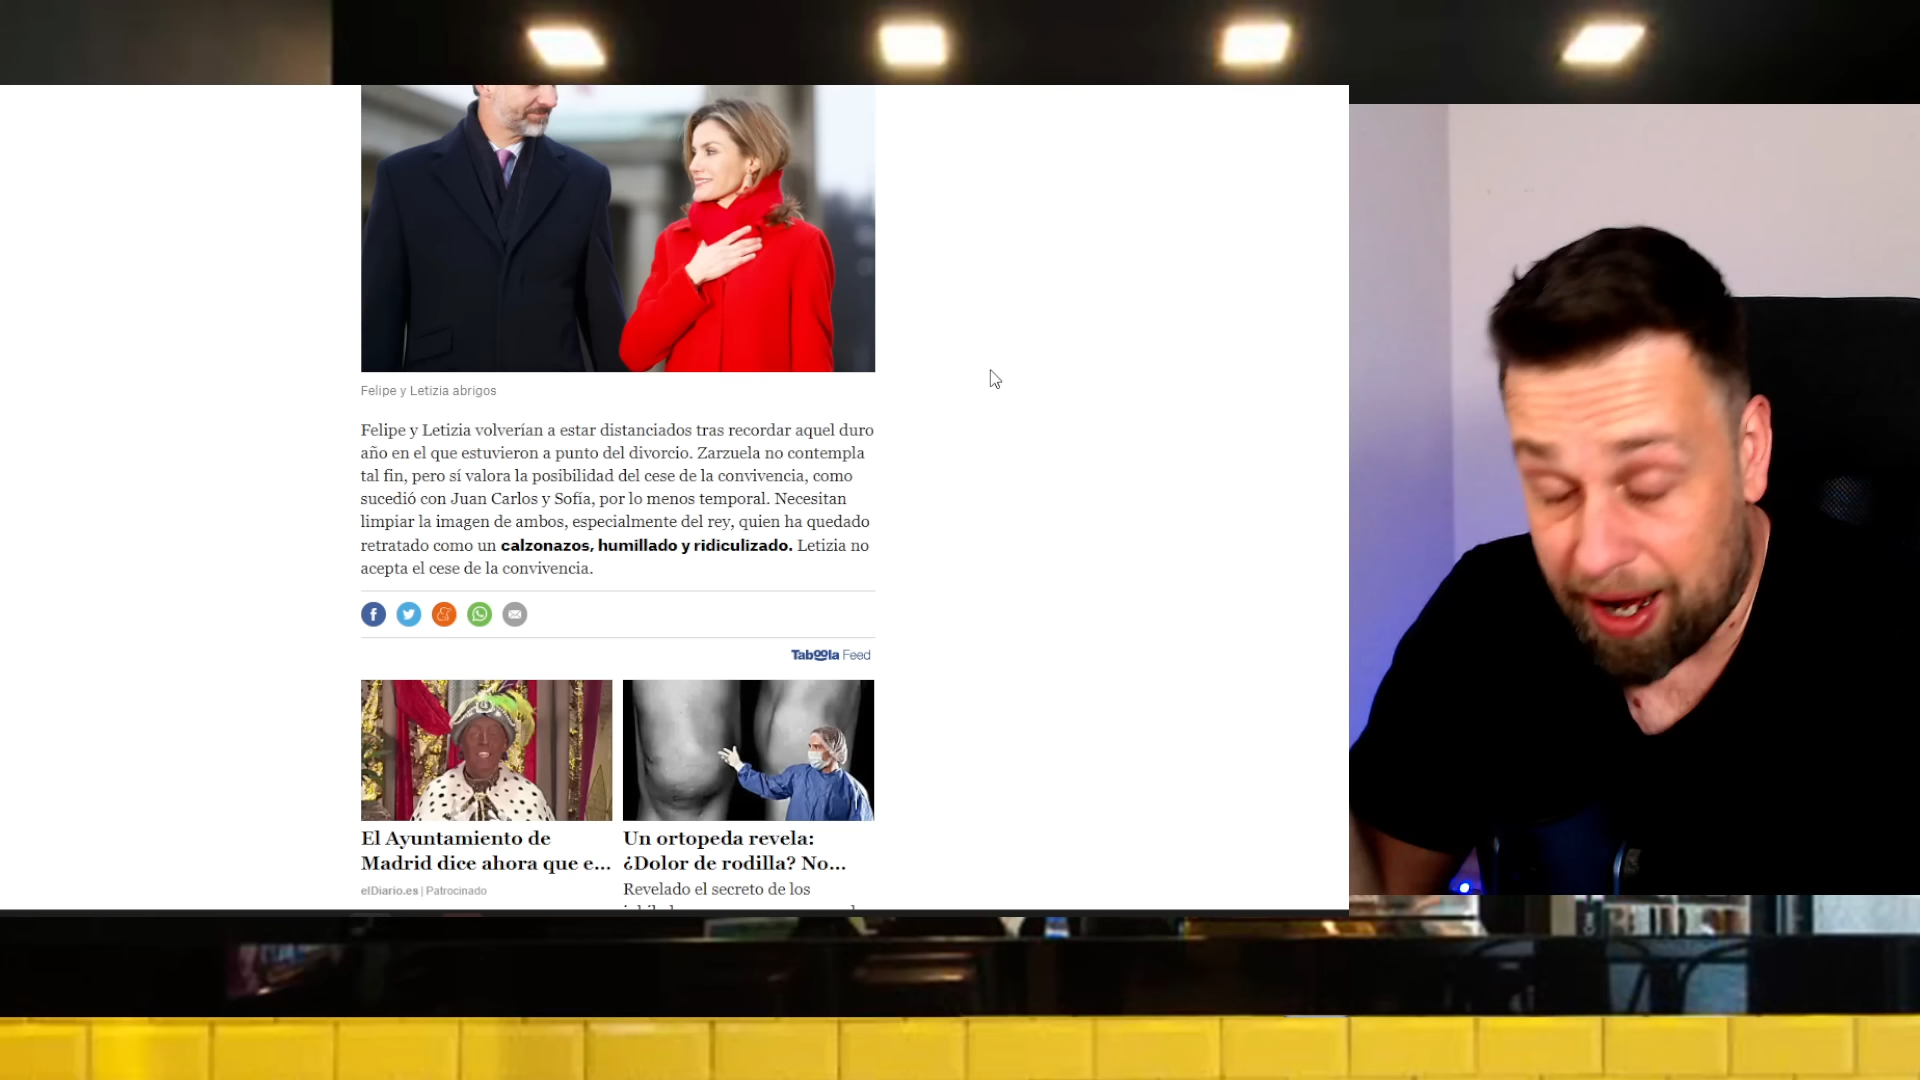 Felipe y Letizia abrigos
Felipe y Letizia volverían a estar distanciados tras recordar aquel duro
año en el que estuvieron a punto del divorcio. Zarzuela no contempla
tal fin, pero sí valora la posibilidad del cese de la convivencia, como
sucedió con Juan Carlos y Sofía, por lo menos temporal. Necesitan
limpiar la imagen de ambos, especialmente del rey, quien ha quedado
retratado como un calzonazos, humillado y ridiculizado. Letizia no
acepta el cese de la convivencia.
Taboola Feed
El Ayuntamiento de
Madrid dice ahora que e...
elDiario.es | Patrocinado
Un ortopeda revela:
¿Dolor de rodilla? No...
Revelado el secreto de los